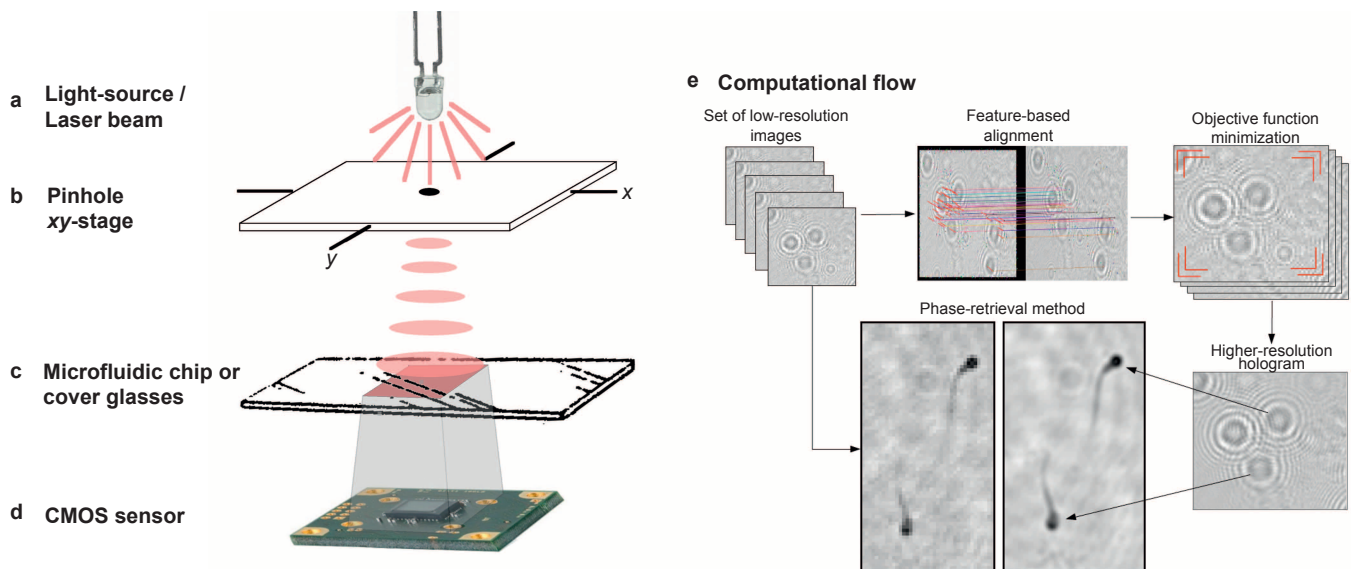 a Light-source /
Laser beam
b Pinhole
xy-stage
x
y
c Microfluidic chip or
cover glasses
d CMOS sensor
e Computational flow
Set of low-resolution
images
Feature-based
alignment
Objective function
minimization
Phase-retrieval method
Higher-resolution
hologram